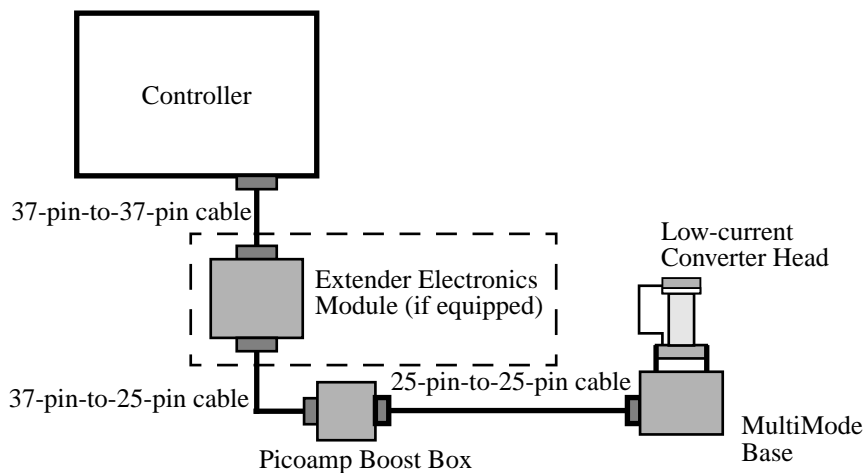 Controller
37-pin-to-37-pin cable
Low-current
Converter Head
Extender Electronics
Module (if equipped)
37-pin-to-25-pin cable
25-pin-to-25-pin cable
MultiMode
Base
Picoamp Boost Box